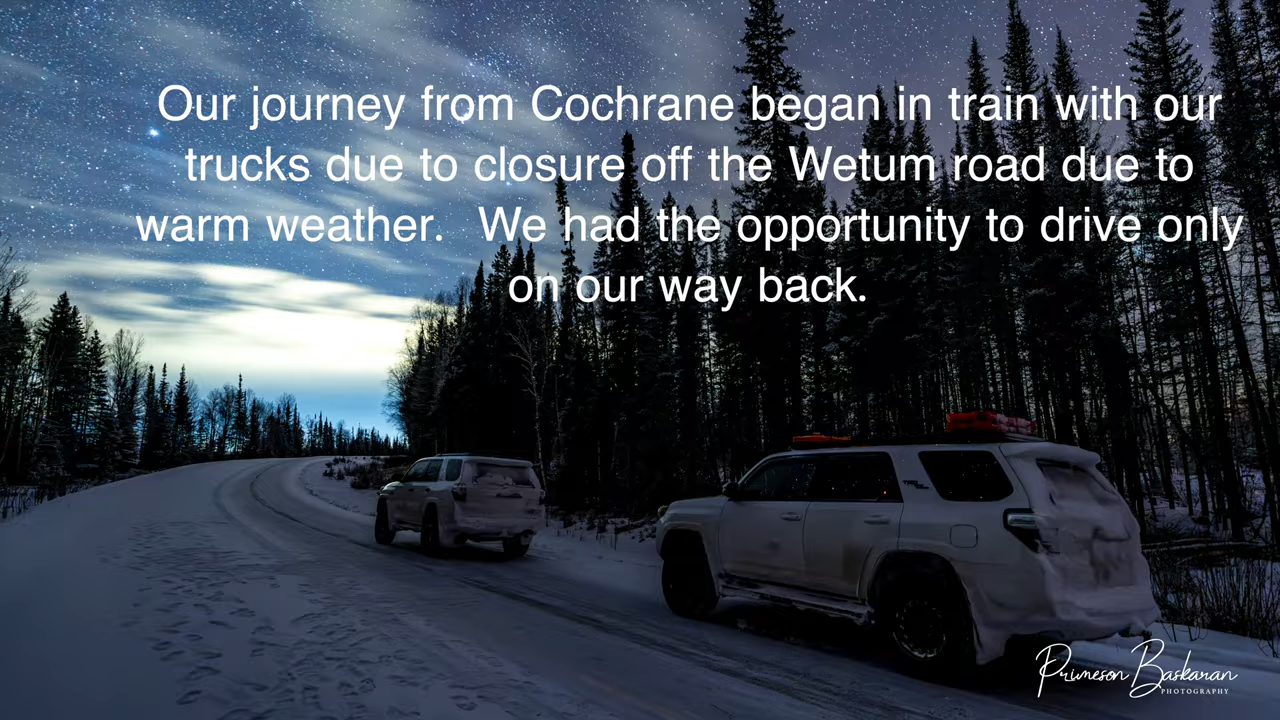 Our journey from Cochrane began in train with our
trucks due to closure off the Wetum road due to
warm weather.  We had the opportunity to drive only
on our way back.
Primeson Baskaran
PHOTOGRAPHY